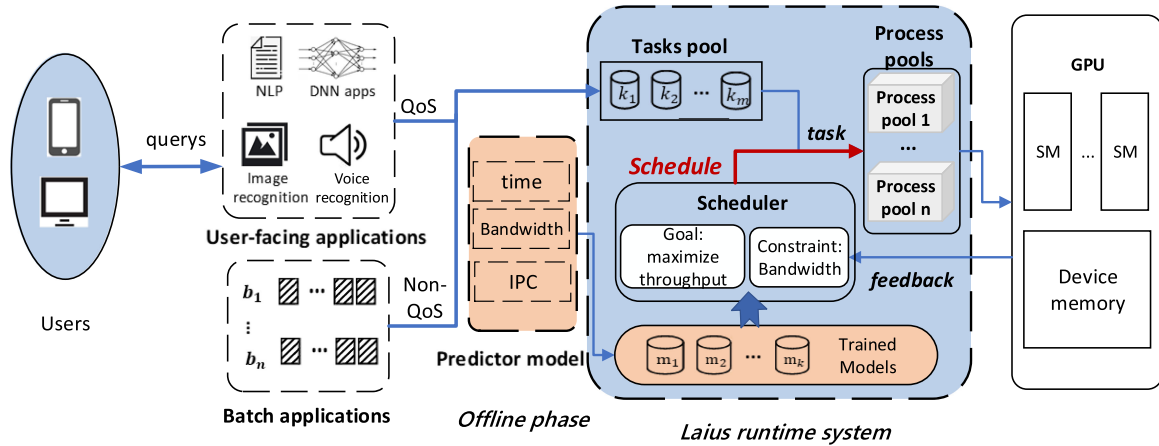 querys
Users
NLP
DNN apps
Image
recognition
Voice
recognition
User-facing applications
QoS
b₁ ...
⋮
bₙ ...
Batch applications
Non-
QoS
time
Bandwidth
IPC
Predictor model
Offline phase
Tasks pool
k₁ k₂ ... kₘ
task
Schedule
Scheduler
Goal:
maximize
throughput
Constraint:
Bandwidth
m₁ m₂ ... mₖ
Trained
Models
Process
pools
Process
pool 1
...
Process
pool n
feedback
Laius runtime system
GPU
SM ... SM
Device
memory